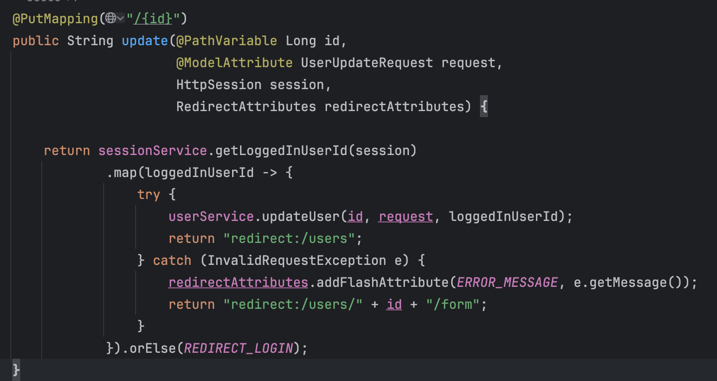 @PutMapping("/{id}")
public String update(@PathVariable Long id,
@ModelAttribute UserUpdateRequest request,
HttpSession session,
RedirectAttributes redirectAttributes) {
return sessionService.getLoggedInUserId(session)
.map(loggedInUserId -> {
try {
userService.updateUser(id, request, loggedInUserId);
return "redirect:/users";
} catch (InvalidRequestException e) {
redirectAttributes.addFlashAttribute(ERROR_MESSAGE, e.getMessage());
return "redirect:/users/" + id + "/form";
}
}).orElse(REDIRECT_LOGIN);
}